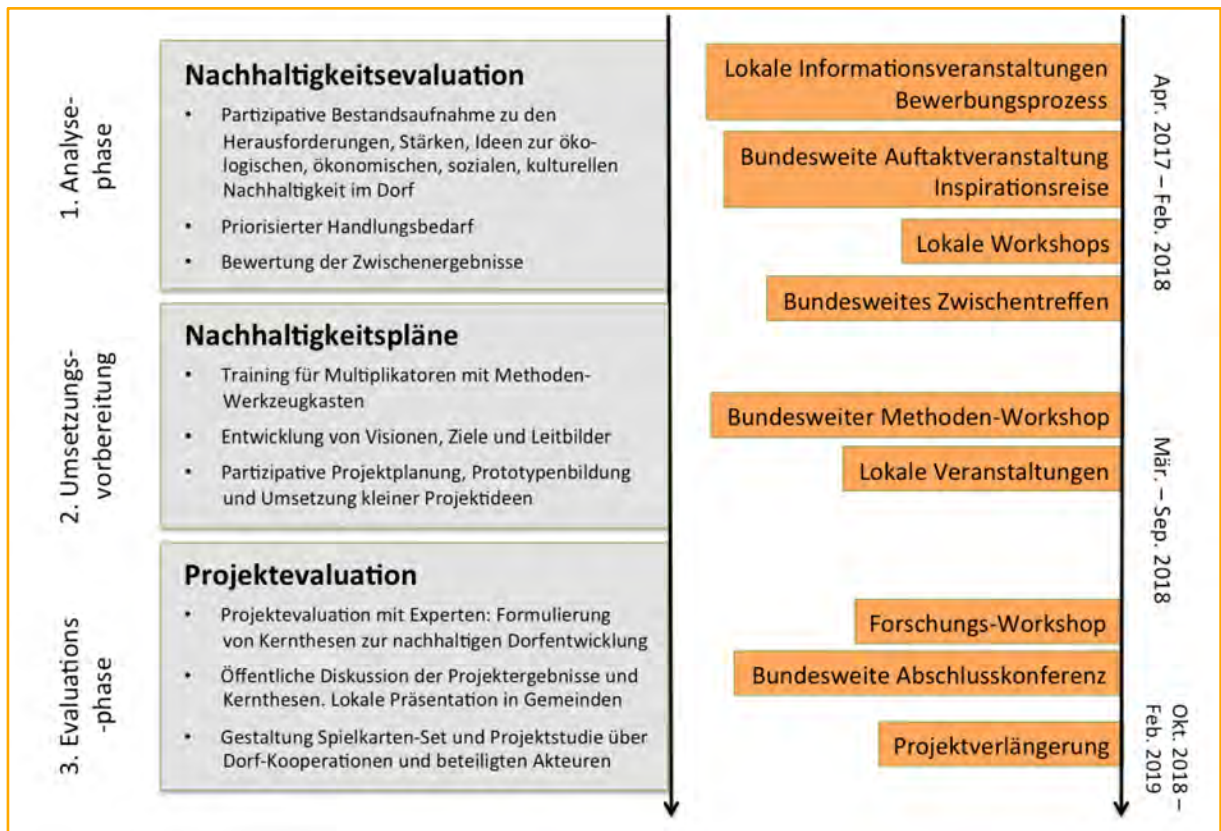 1. Analyse-
phase
Nachhaltigkeitsevaluation
• Partizipative Bestandsaufnahme zu den
Herausforderungen, Stärken, Ideen zur öko-
logischen, ökonomischen, sozialen, kulturellen
Nachhaltigkeit im Dorf
• Priorisierter Handlungsbedarf
• Bewertung der Zwischenergebnisse
Lokale Informationsveranstaltungen
Bewerbungsprozess
Bundesweite Auftaktveranstaltung
Inspirationsreise
Lokale Workshops
Bundesweites Zwischentreffen
Apr. 2017 – Feb. 2018
2. Umsetzungs-
vorbereitung
Nachhaltigkeitspläne
• Training für Multiplikatoren mit Methoden-
Werkzeugkasten
• Entwicklung von Visionen, Ziele und Leitbilder
• Partizipative Projektplanung, Prototypenbildung
und Umsetzung kleiner Projektideen
Bundesweiter Methoden-Workshop
Lokale Veranstaltungen
Mär. – Sep. 2018
3. Evaluations
-phase
Projektevaluation
• Projektevaluation mit Experten: Formulierung
von Kernthesen zur nachhaltigen Dorfentwicklung
• Öffentliche Diskussion der Projektergebnisse und
Kernthesen. Lokale Präsentation in Gemeinden
• Gestaltung Spielkarten-Set und Projektstudie über
Dorf-Kooperationen und beteiligten Akteuren
Forschungs-Workshop
Bundesweite Abschlusskonferenz
Projektverlängerung
Okt. 2018 –
Feb. 2019